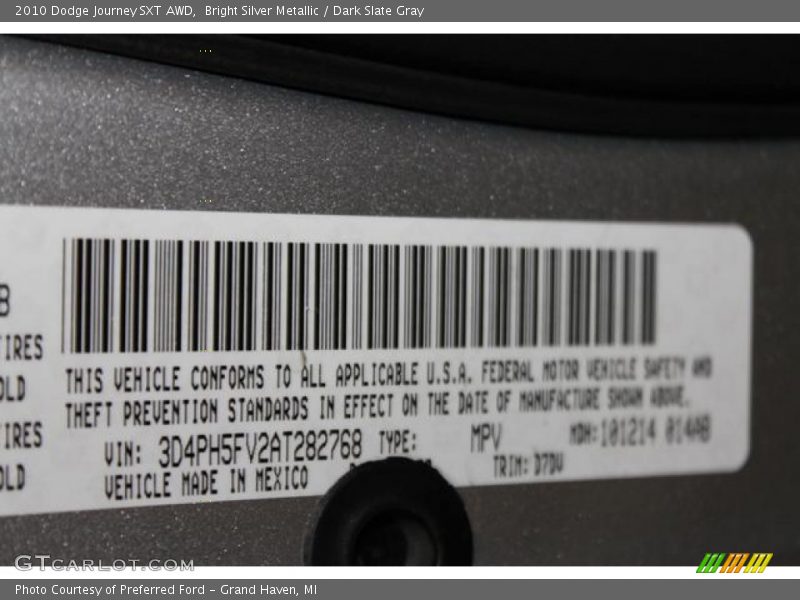 2010 Dodge Journey SXT AWD,  Bright Silver Metallic / Dark Slate Gray
B
TIRES
OLD
TIRES
OLD
THIS VEHICLE CONFORMS TO ALL APPLICABLE U.S.A. FEDERAL MOTOR VEHICLE SAFETY AND
THEFT PREVENTION STANDARDS IN EFFECT ON THE DATE OF MANUFACTURE SHOWN ABOVE.
VIN: 3D4PH5FV2AT282768 TYPE: MPV MDH:101214 014AB
VEHICLE MADE IN MEXICO TRIM: D7DV
GTcarlot.com
Photo Courtesy of Preferred Ford – Grand Haven, MI